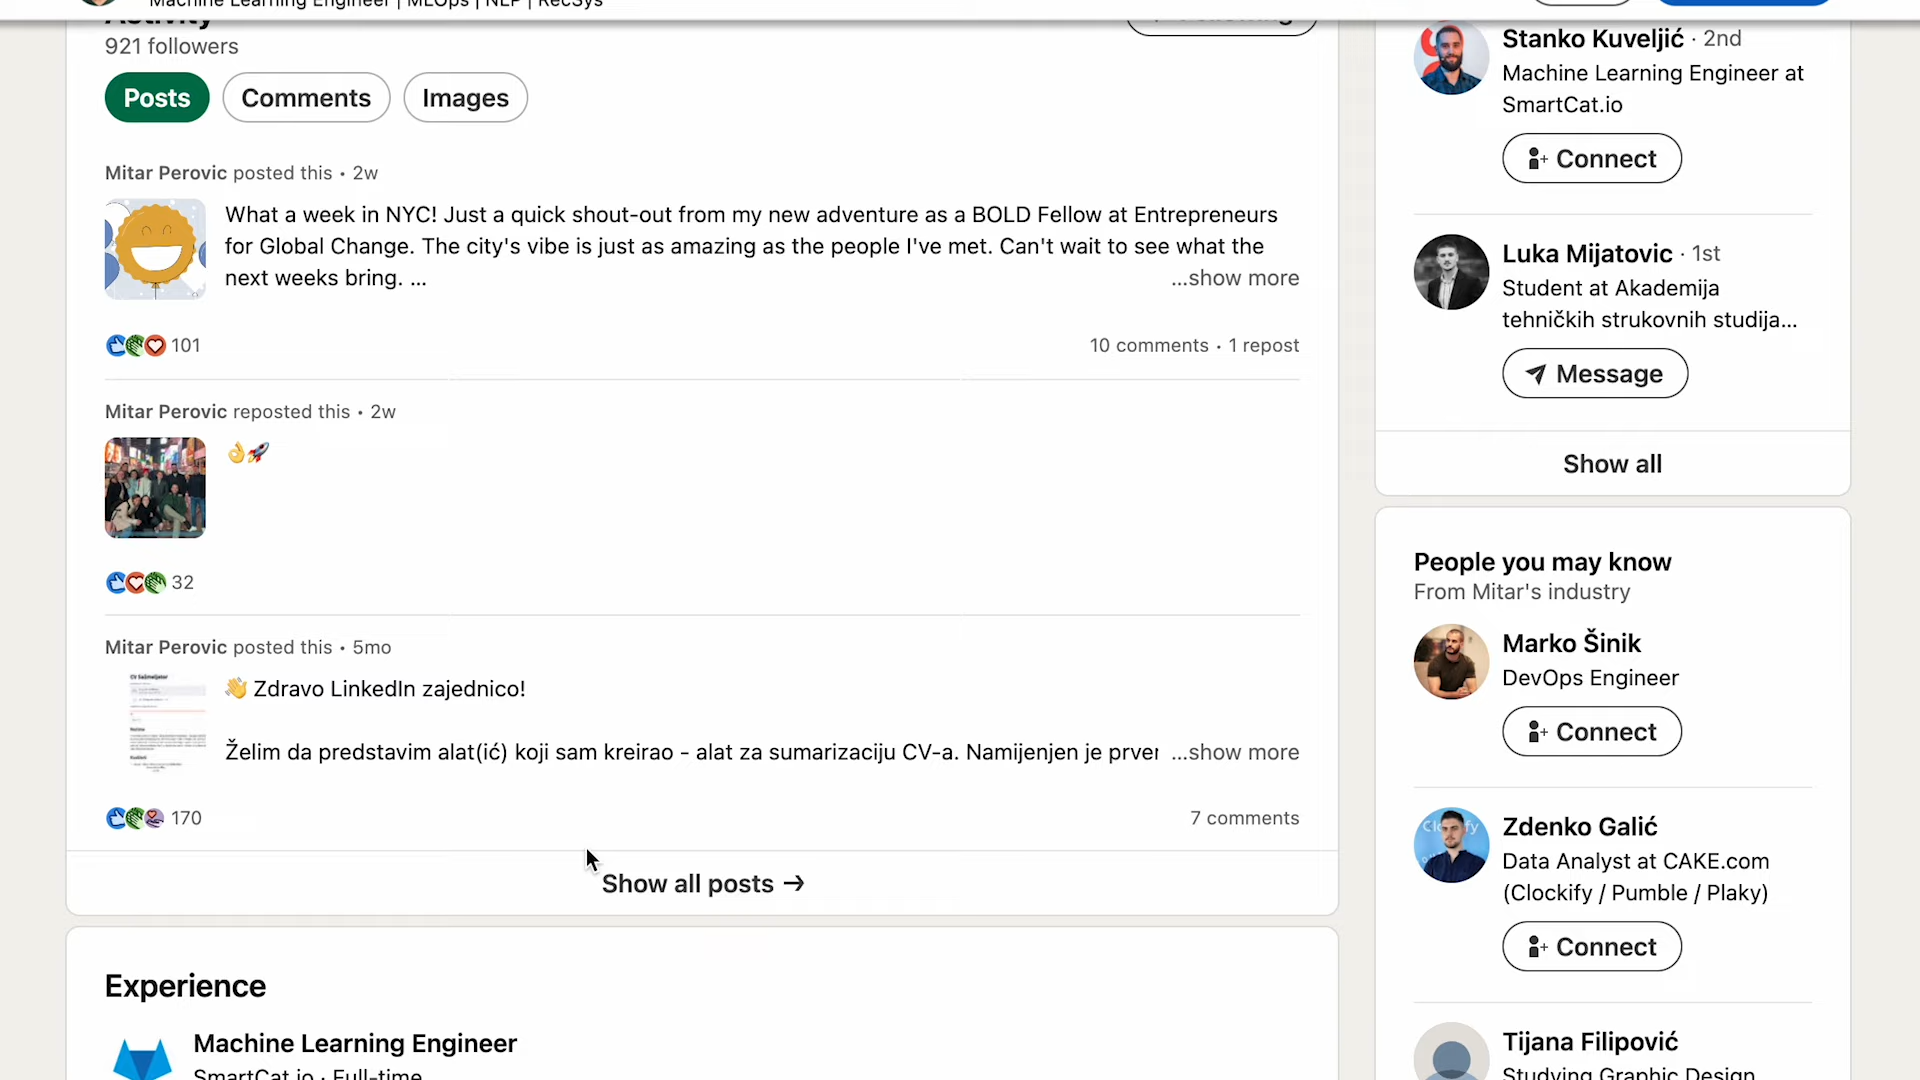 Machine Learning Engineer | MLOps | NLP | RecSys
Activity
921 followers
Posts
Comments
Images
Mitar Perovic posted this • 2w
What a week in NYC! Just a quick shout-out from my new adventure as a BOLD Fellow at Entrepreneurs
for Global Change. The city's vibe is just as amazing as the people I've met. Can't wait to see what the
next weeks bring. ...
...show more
101
10 comments • 1 repost
Mitar Perovic reposted this • 2w
👌🚀
32
Mitar Perovic posted this • 5mo
👋 Zdravo LinkedIn zajednico!
Želim da predstavim alat(ić) koji sam kreirao - alat za sumarizaciju CV-a. Namijenjen je prver
...show more
170
7 comments
Show all posts →
Experience
Machine Learning Engineer
SmartCat.io · Full-time
Stanko Kuveljić · 2nd
Machine Learning Engineer at
SmartCat.io
Connect
Luka Mijatovic · 1st
Student at Akademija
tehničkih strukovnih studija...
Message
Show all
People you may know
From Mitar's industry
Marko Šinik
DevOps Engineer
Connect
Zdenko Galić
Data Analyst at CAKE.com
(Clockify / Pumble / Plaky)
Connect
Tijana Filipović
Studying Graphic Design